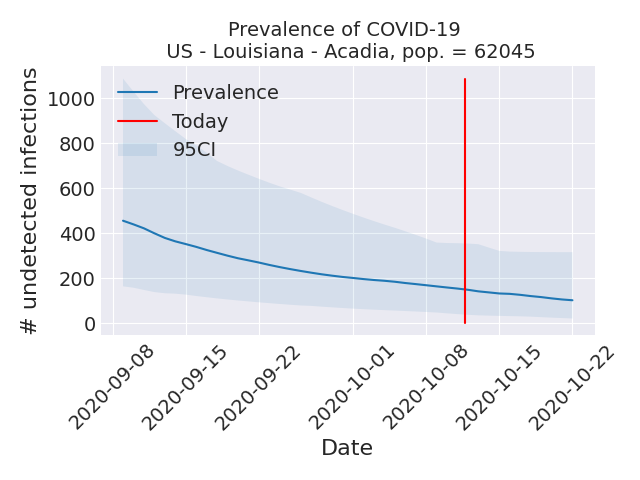 Prevalence of COVID-19
US - Louisiana - Acadia, pop. = 62045
# undetected infections
1000
800
600
400
200
0
Prevalence
Today
95CI
2020-09-08
2020-09-15
2020-09-22
2020-10-01
2020-10-08
2020-10-15
2020-10-22
Date